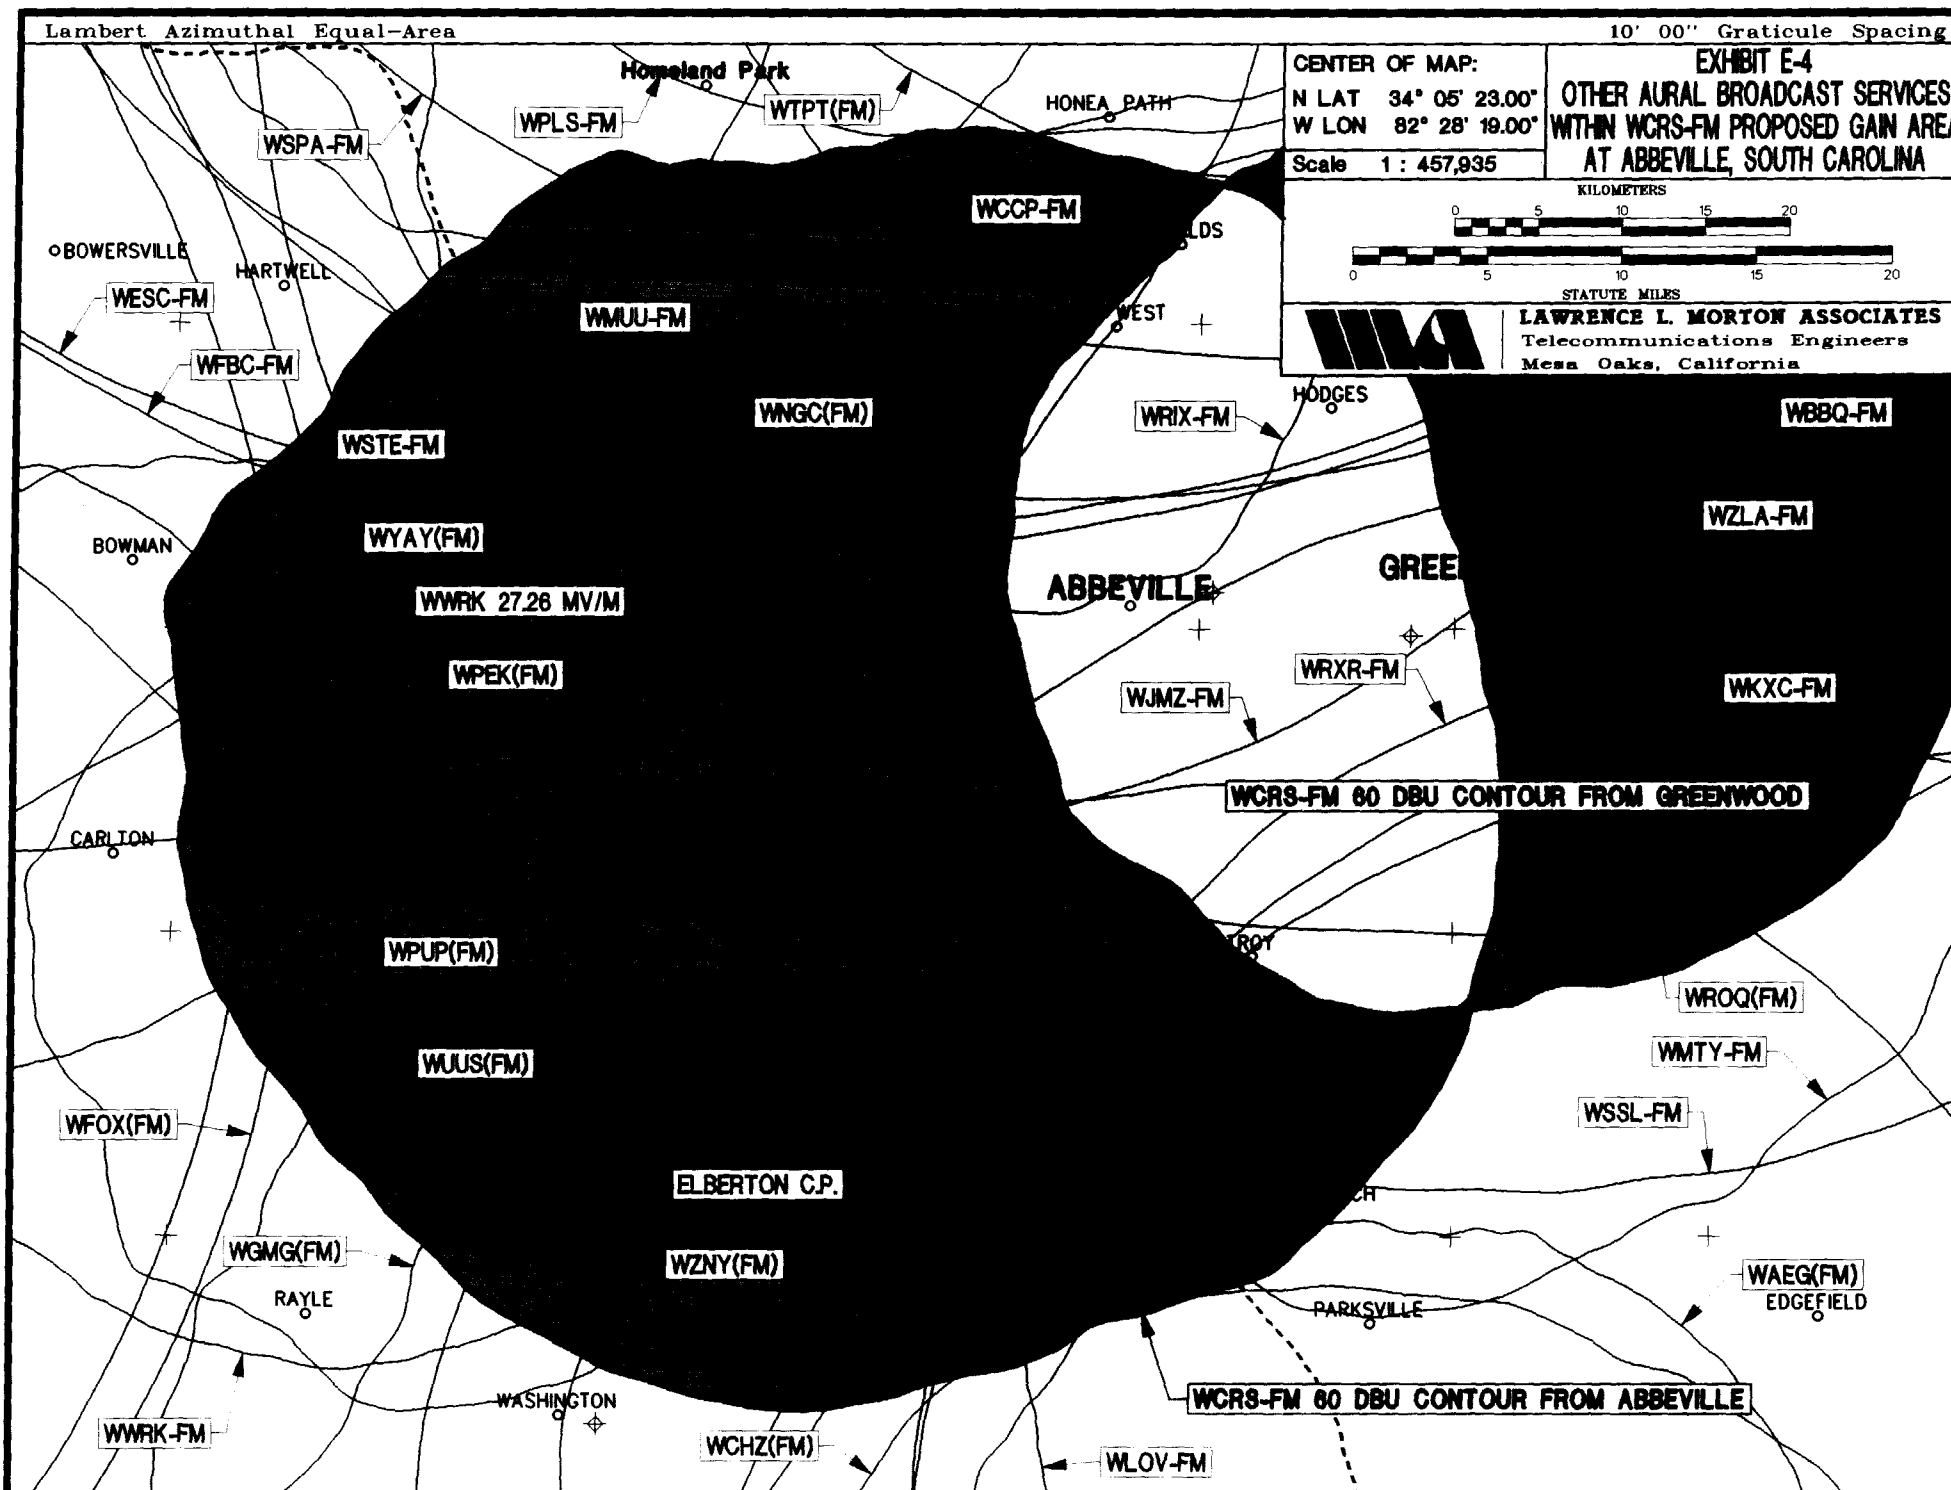 Lambert Azimuthal Equal-Area
10' 00" Graticule Spacing
CENTER OF MAP:
N LAT 34° 05' 23.00"
W LON 82° 28' 19.00"
Scale 1 : 457,935
EXHIBIT E-4
OTHER AURAL BROADCAST SERVICES
WITHIN WCRS-FM PROPOSED GAIN AREA
AT ABBEVILLE, SOUTH CAROLINA
KILOMETERS
0 5 10 15 20
0 5 10 15 20
STATUTE MILES
LAWRENCE L. MORTON ASSOCIATES
Telecommunications Engineers
Mesa Oaks, California
Homeland Park
WPLS-FM
WTPT(FM)
HONEA PATH
WSPA-FM
WCCP-FM
LDS
BOWERSVILLE
HARTWELL
WESC-FM
WMUU-FM
WEST
WFBC-FM
HODGES
WNGC(FM)
WRIX-FM
WBBQ-FM
WSTE-FM
WZLA-FM
WYAY(FM)
BOWMAN
GREE
ABBEVILLE
WWRK 27.26 MV/M
WPEK(FM)
WRXR-FM
WJMZ-FM
WKXC-FM
WCRS-FM 60 DBU CONTOUR FROM GREENWOOD
CARLTON
WPUP(FM)
TROY
WROQ(FM)
WUUS(FM)
WMTY-FM
WFOX(FM)
WSSL-FM
ELBERTON C.P.
CH
WGMG(FM)
WZNY(FM)
WAEG(FM)
RAYLE
PARKSVILLE
EDGEFIELD
WASHINGTON
WCRS-FM 60 DBU CONTOUR FROM ABBEVILLE
WWRK-FM
WCHZ(FM)
WLOV-FM